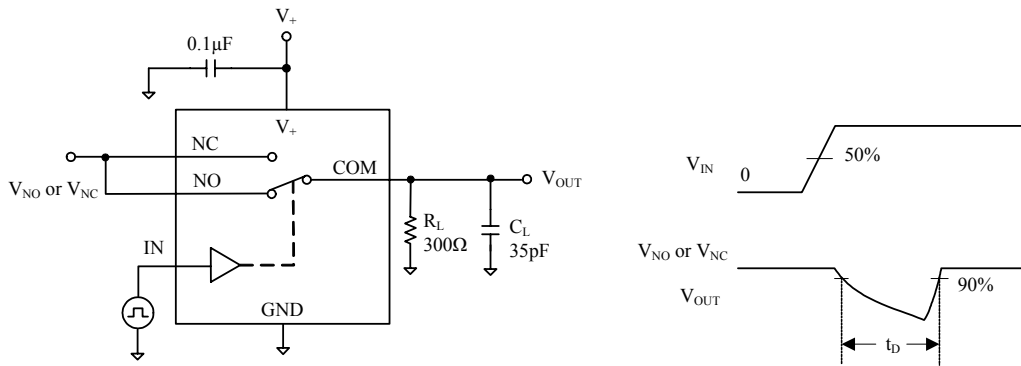 V+
0.1μF
V+
NC
COM
NO
VNO or VNC
VOUT
RL
300Ω
CL
35pF
IN
GND
VIN
0
50%
VNO or VNC
VOUT
90%
tD